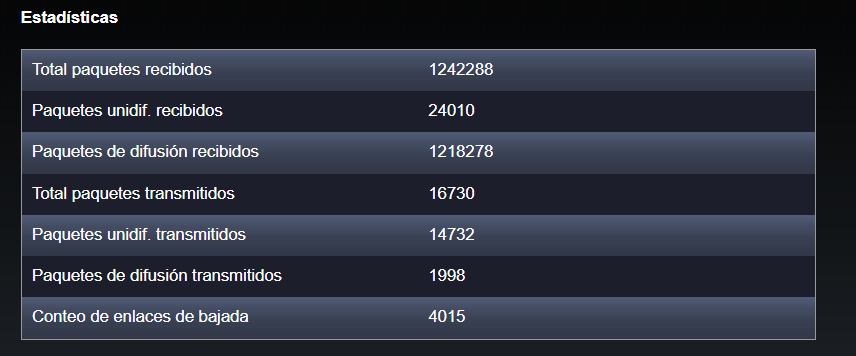 Estadísticas
Total paquetes recibidos 1242288
Paquetes unidif. recibidos 24010
Paquetes de difusión recibidos 1218278
Total paquetes transmitidos 16730
Paquetes unidif. transmitidos 14732
Paquetes de difusión transmitidos 1998
Conteo de enlaces de bajada 4015